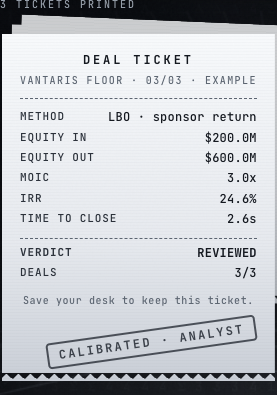 3 TICKETS PRINTED
DEAL TICKET
VANTARIS FLOOR · 03/03 · EXAMPLE
METHOD LBO · sponsor return
EQUITY IN $200.0M
EQUITY OUT $600.0M
MOIC 3.0x
IRR 24.6%
TIME TO CLOSE 2.6s
VERDICT REVIEWED
DEALS 3/3
Save your desk to keep this ticket.
CALIBRATED · ANALYST